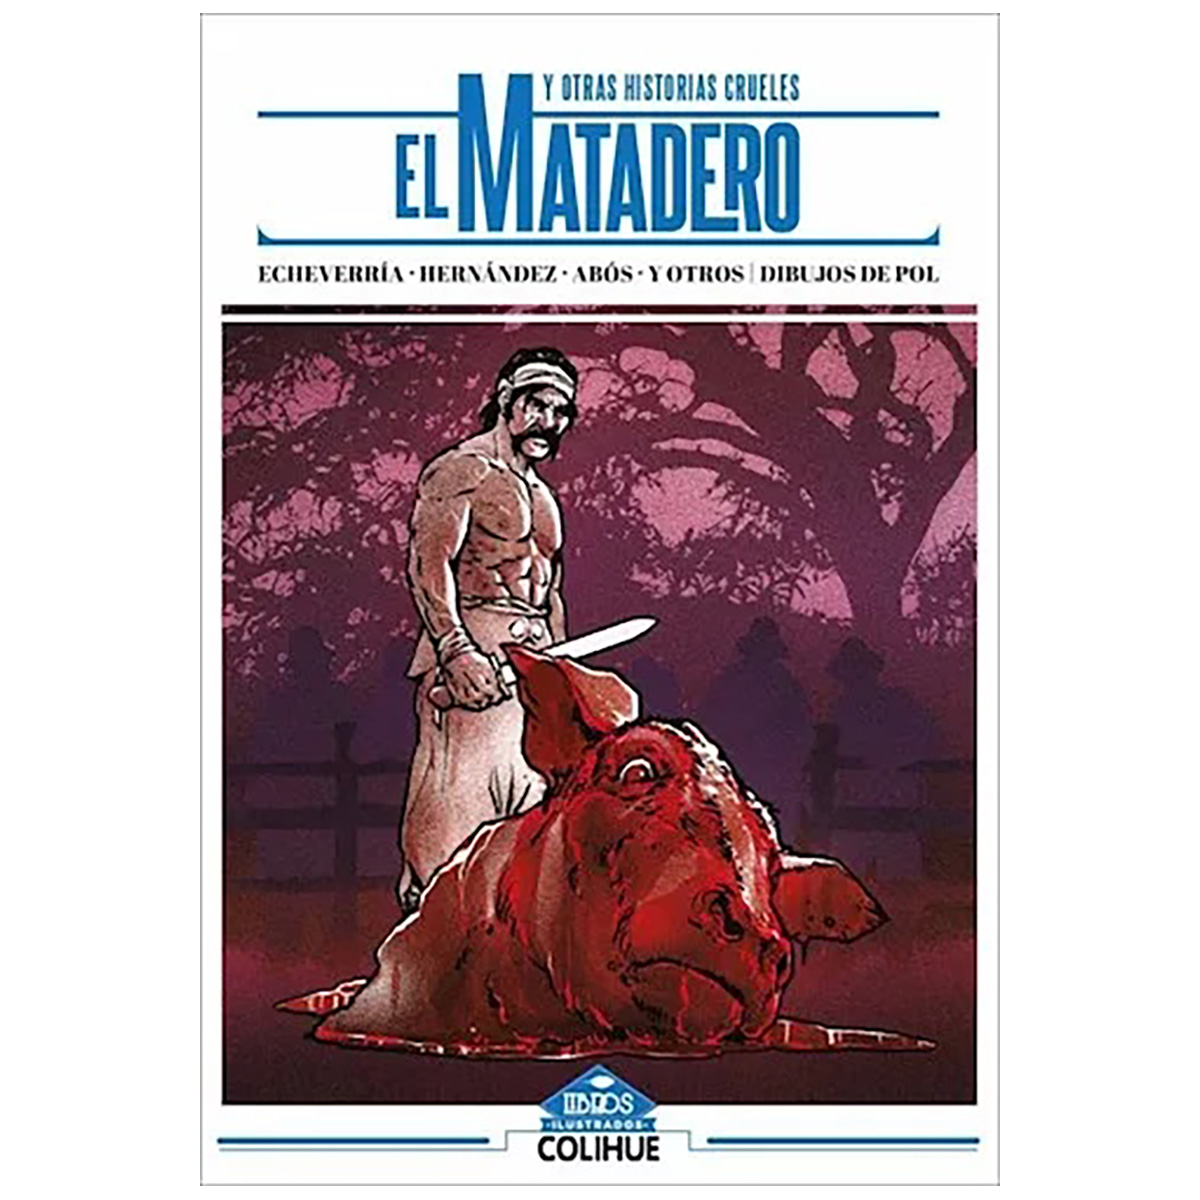 Y OTRAS HISTORIAS CRUELES
EL MATADERO
ECHEVERRÍA · HERNÁNDEZ · ABÓS · Y OTROS | DIBUJOS DE POL
LIBROS
·ILUSTRADOS·
COLIHUE